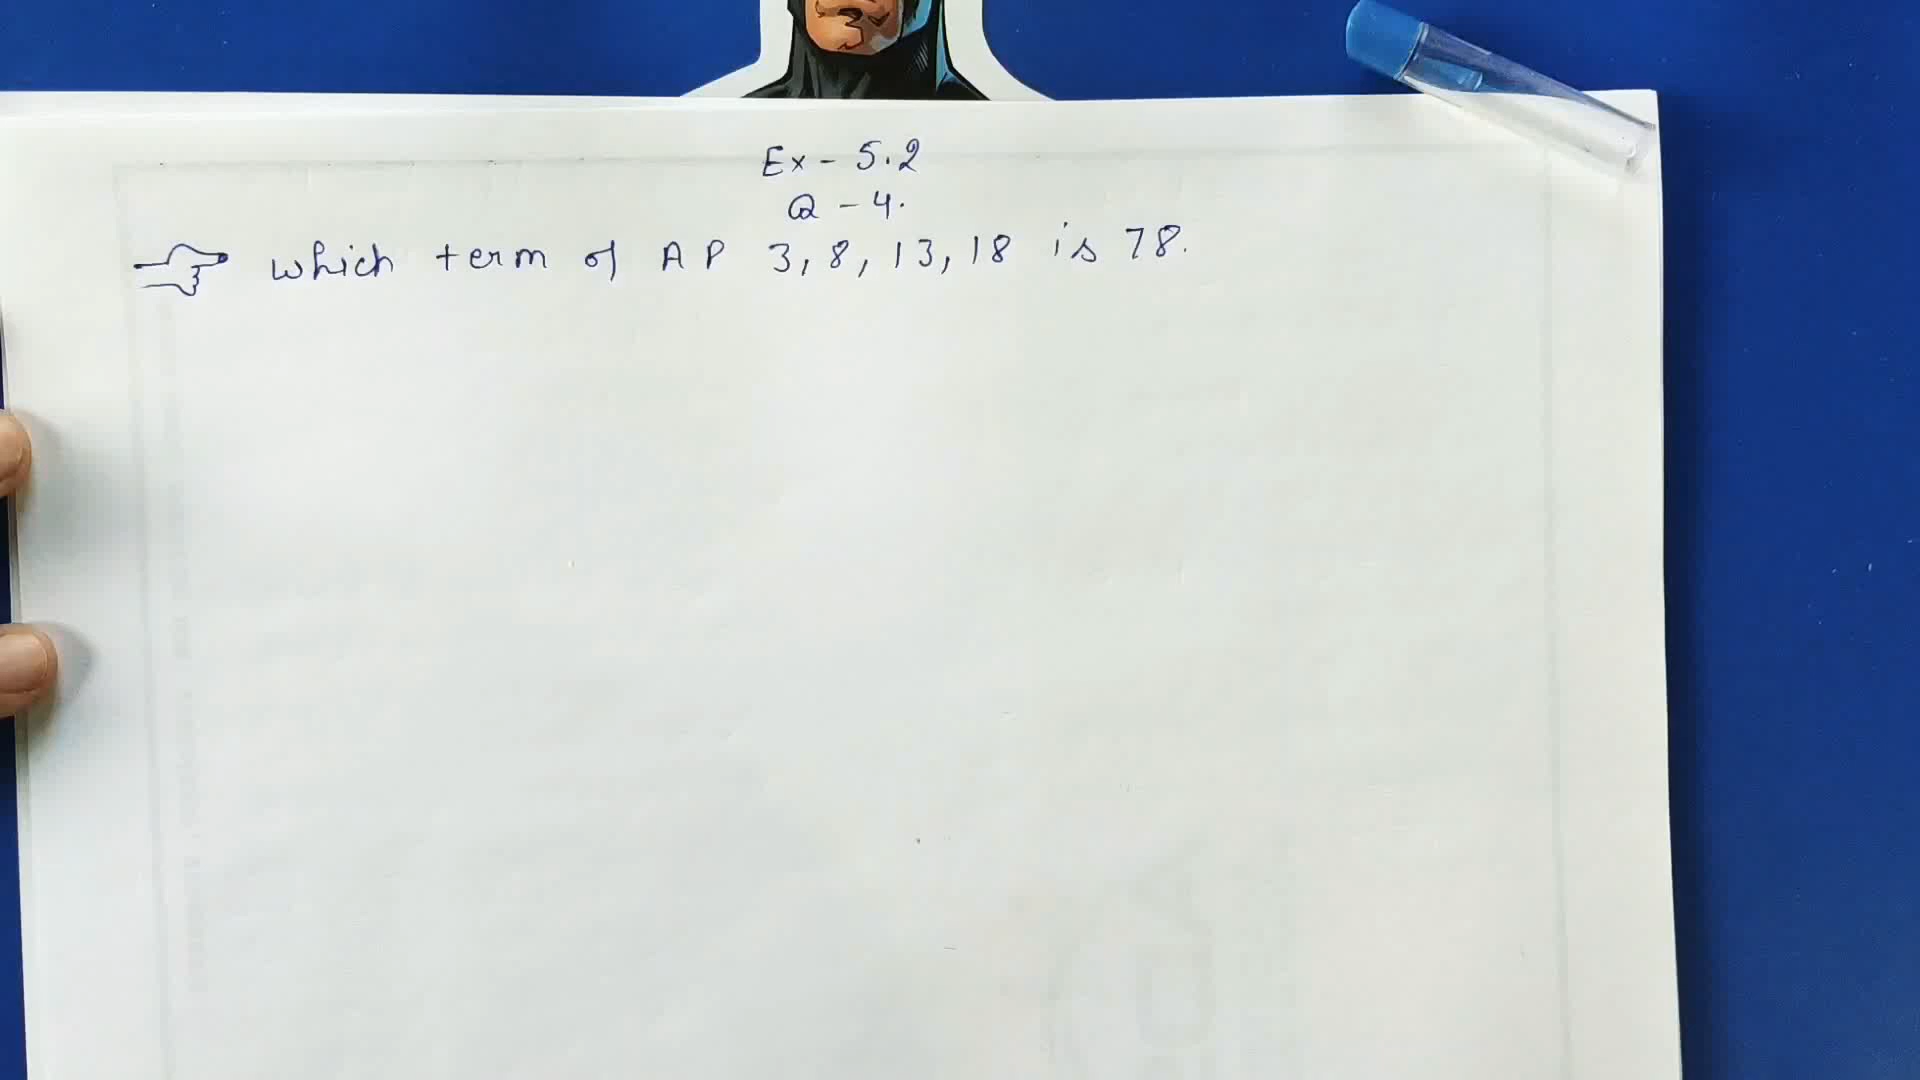 Ex - 5.2
Q - 4.
which term of AP 3, 8, 13, 18 is 78.